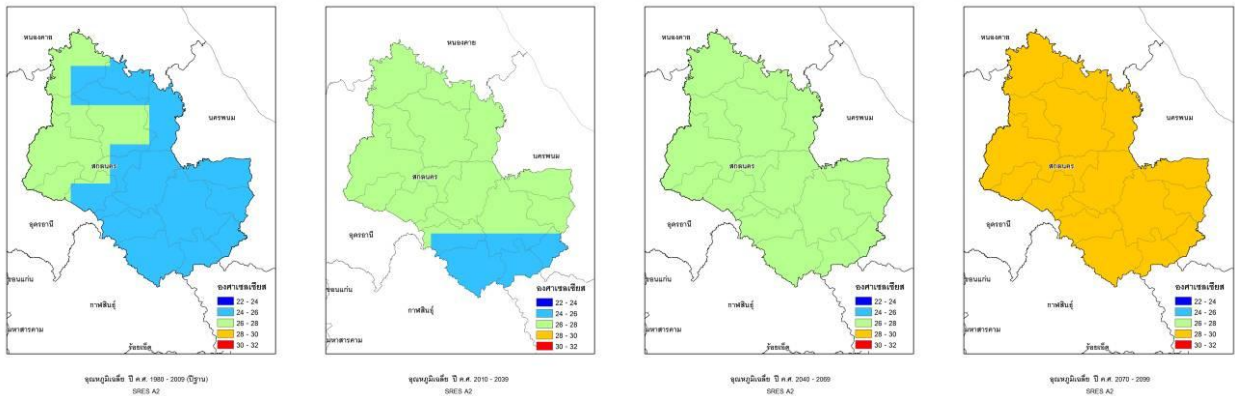 หนองคาย
นครพนม
สกลนคร
อุดรธานี
ขอนแก่น
กาฬสินธุ์
มหาสารคาม
ร้อยเอ็ด
องศาเซลเซียส
22 - 24
24 - 26
26 - 28
28 - 30
30 - 32
อุณหภูมิเฉลี่ย ปี ค.ศ. 1980 - 2009 (ปีฐาน)
SRES A2
หนองคาย
นครพนม
สกลนคร
อุดรธานี
ขอนแก่น
กาฬสินธุ์
มหาสารคาม
ร้อยเอ็ด
องศาเซลเซียส
22 - 24
24 - 26
26 - 28
28 - 30
30 - 32
อุณหภูมิเฉลี่ย ปี ค.ศ. 2010 - 2039
SRES A2
หนองคาย
นครพนม
สกลนคร
อุดรธานี
ขอนแก่น
กาฬสินธุ์
มหาสารคาม
ร้อยเอ็ด
องศาเซลเซียส
22 - 24
24 - 26
26 - 28
28 - 30
30 - 32
อุณหภูมิเฉลี่ย ปี ค.ศ. 2040 - 2069
SRES A2
หนองคาย
นครพนม
สกลนคร
อุดรธานี
ขอนแก่น
กาฬสินธุ์
มหาสารคาม
ร้อยเอ็ด
องศาเซลเซียส
22 - 24
24 - 26
26 - 28
28 - 30
30 - 32
อุณหภูมิเฉลี่ย ปี ค.ศ. 2070 - 2099
SRES A2